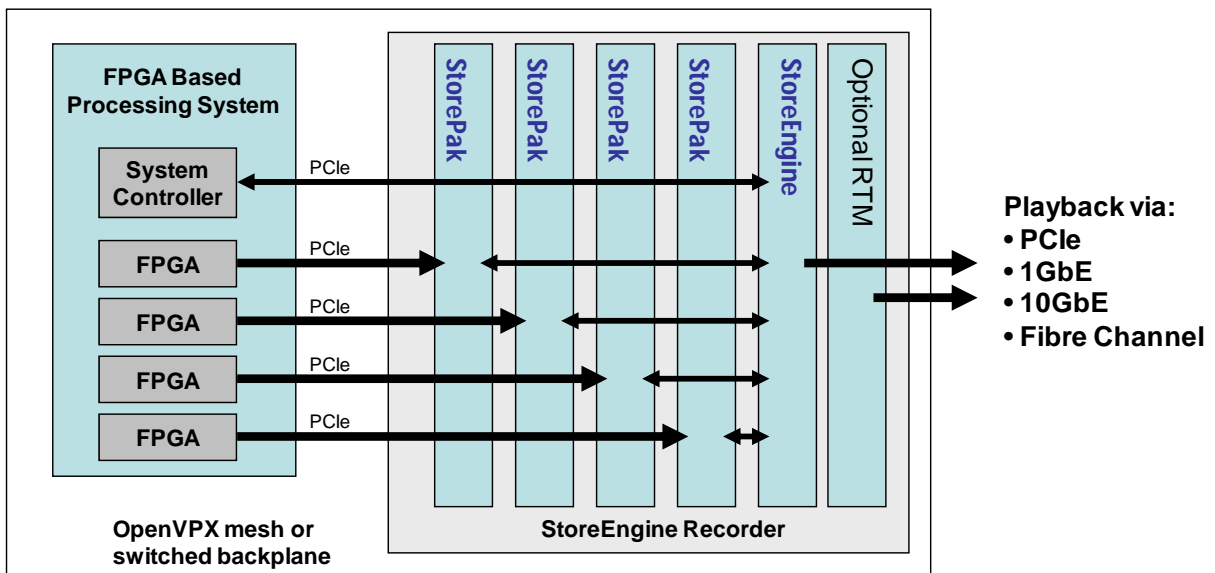 FPGA Based
Processing System
System
Controller
FPGA
FPGA
FPGA
FPGA
PCIe
PCIe
PCIe
PCIe
PCIe
StorePak
StorePak
StorePak
StorePak
StoreEngine
Optional RTM
StoreEngine Recorder
OpenVPX mesh or
switched backplane
Playback via:
• PCIe
• 1GbE
• 10GbE
• Fibre Channel